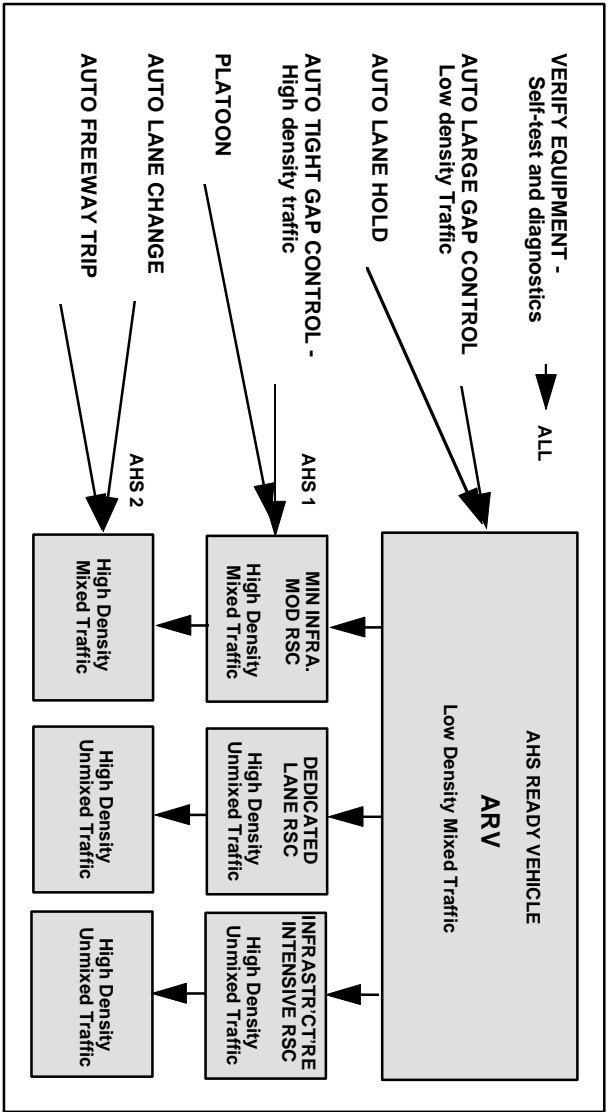 VERIFY EQUIPMENT -
Self-test and diagnostics
ALL
AUTO LARGE GAP CONTROL
Low density Traffic
AUTO LANE HOLD
AUTO TIGHT GAP CONTROL -
High density traffic
PLATOON
AUTO LANE CHANGE
AUTO FREEWAY TRIP
AHS READY VEHICLE
ARV
Low Density Mixed Traffic
AHS 1
MIN INFRA.
MOD RSC
High Density
Mixed Traffic
DEDICATED
LANE RSC
High Density
Unmixed Traffic
INFRASTR'CT'RE
INTENSIVE RSC
High Density
Unmixed Traffic
AHS 2
High Density
Mixed Traffic
High Density
Unmixed Traffic
High Density
Unmixed Traffic